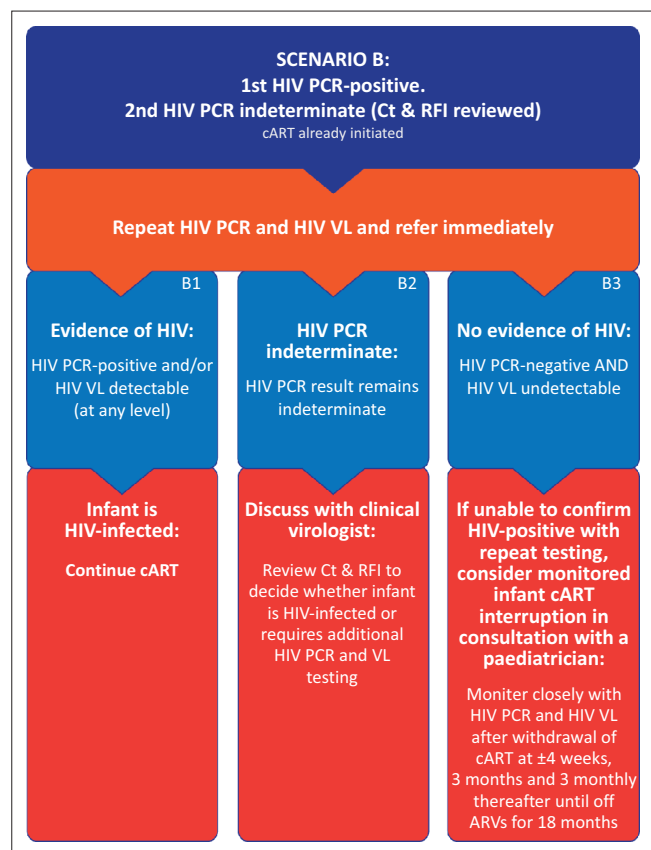 SCENARIO B:
1st HIV PCR-positive.
2nd HIV PCR indeterminate (Ct & RFI reviewed)
cART already initiated
Repeat HIV PCR and HIV VL and refer immediately
B1
Evidence of HIV:
HIV PCR-positive and/or
HIV VL detectable
(at any level)
Infant is
HIV-infected:
Continue cART
B2
HIV PCR
indeterminate:
HIV PCR result remains
indeterminate
Discuss with clinical
virologist:
Review Ct & RFI to
decide whether infant
is HIV-infected or
requires additional
HIV PCR and VL
testing
B3
No evidence of HIV:
HIV PCR-negative AND
HIV VL undetectable
If unable to confirm
HIV-positive with
repeat testing,
consider monitored
infant cART
interruption in
consultation with a
paediatrician:
Moniter closely with
HIV PCR and HIV VL
after withdrawal of
cART at ±4 weeks,
3 months and 3 monthly
thereafter until off
ARVs for 18 months